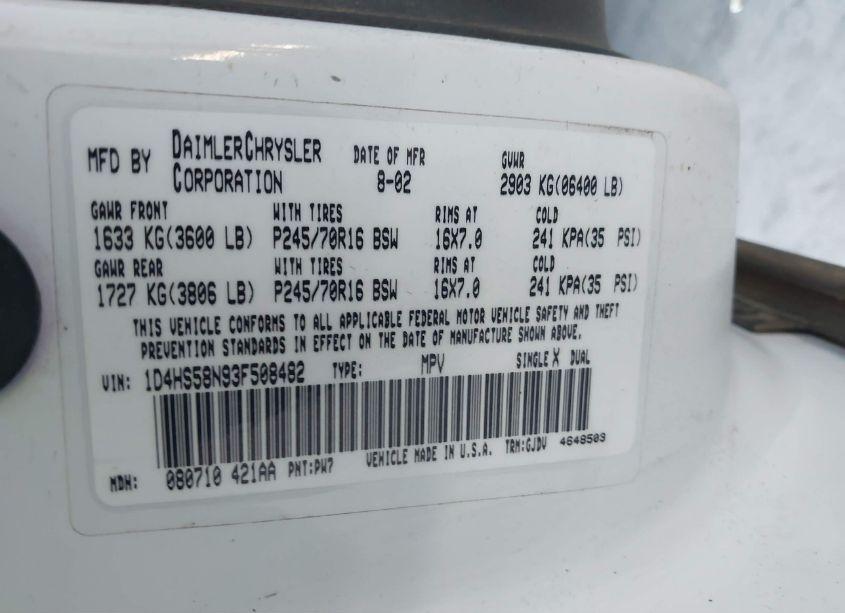 MFD BY DAIMLERCHRYSLER CORPORATION DATE OF MFR 8-02 GVWR 2903 KG(06400 LB)
GAWR FRONT WITH TIRES RIMS AT COLD
1633 KG(3600 LB) P245/70R16 BSW 16X7.0 241 KPA(35 PSI)
GAWR REAR WITH TIRES RIMS AT COLD
1727 KG(3806 LB) P245/70R16 BSW 16X7.0 241 KPA(35 PSI)
THIS VEHICLE CONFORMS TO ALL APPLICABLE FEDERAL MOTOR VEHICLE SAFETY AND THEFT
PREVENTION STANDARDS IN EFFECT ON THE DATE OF MANUFACTURE SHOWN ABOVE.
VIN: 1D4HS58N93F508482 TYPE: MPV SINGLE X DUAL
MDH: 080710 421AA PNT:PW7 VEHICLE MADE IN U.S.A. TRM:GJDV 4648503